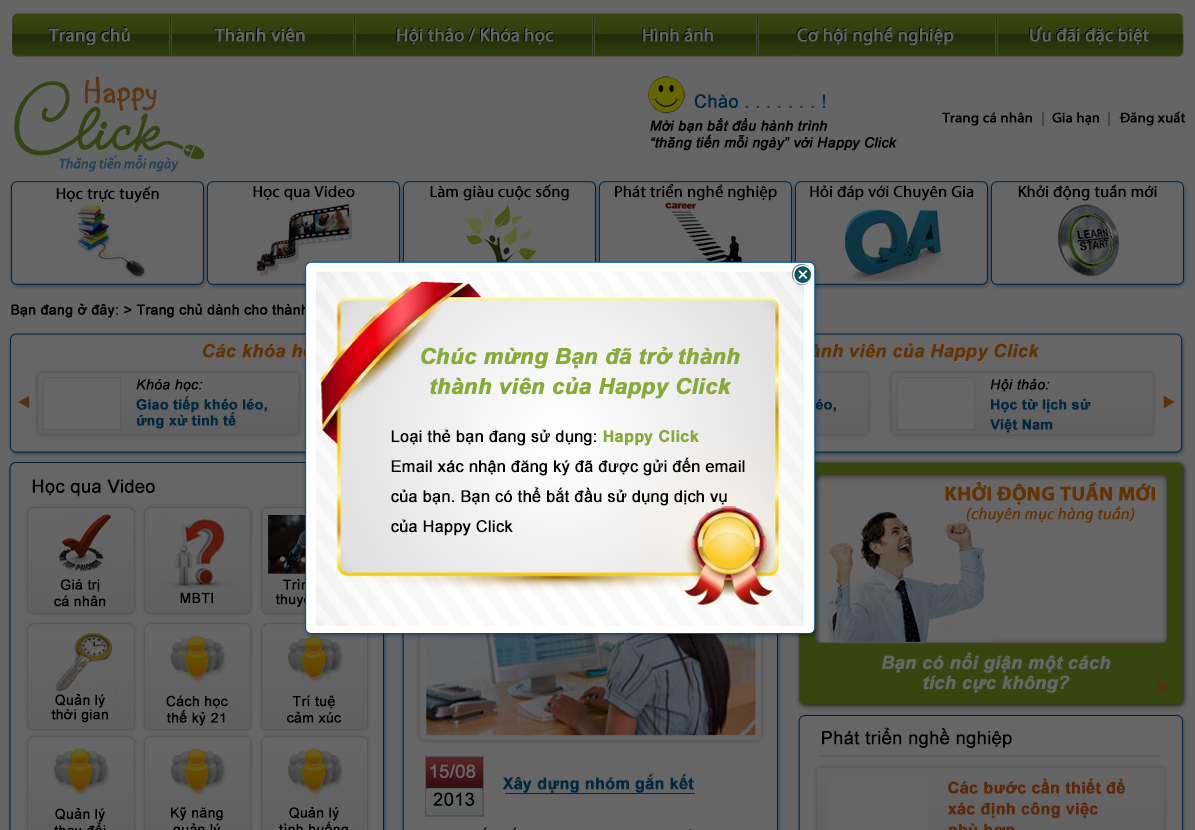 Trang chủ
Thành viên
Hội thảo / Khóa học
Hình ảnh
Cơ hội nghề nghiệp
Ưu đãi đặc biệt
Happy
Click
Thăng tiến mỗi ngày
Chào . . . . . . . !
Mời bạn bắt đầu hành trình
“thăng tiến mỗi ngày” với Happy Click
Trang cá nhân | Gia hạn | Đăng xuất
Học trực tuyến
Học qua Video
Làm giàu cuộc sống
Phát triển nghề nghiệp
career
Hỏi đáp với Chuyên Gia
QA
Khởi động tuần mới
LEARN
START
Bạn đang ở đây: > Trang chủ dành cho thành
Các khóa
viên của Happy Click
Khóa học:
Giao tiếp khéo léo,
ứng xử tinh tế
Hội thảo:
Học từ lịch sử
Việt Nam
Chúc mừng Bạn đã trở thành
thành viên của Happy Click
Loại thẻ bạn đang sử dụng: Happy Click
Email xác nhận đăng ký đã được gửi đến email
của bạn. Bạn có thể bắt đầu sử dụng dịch vụ
của Happy Click
Học qua Video
Giá trị
cá nhân
MBTI
Quản lý
thời gian
Cách học
thế kỷ 21
Trí tuệ
cảm xúc
Quản lý
thay đổi
Kỹ năng
quản lý
Quản lý
tình huống
15/08
2013
Xây dựng nhóm gắn kết
KHỞI ĐỘNG TUẦN MỚI
(chuyên mục hàng tuần)
Bạn có nổi giận một cách
tích cực không?
Phát triển nghề nghiệp
Các bước cần thiết để
xác định công việc
phù hợp